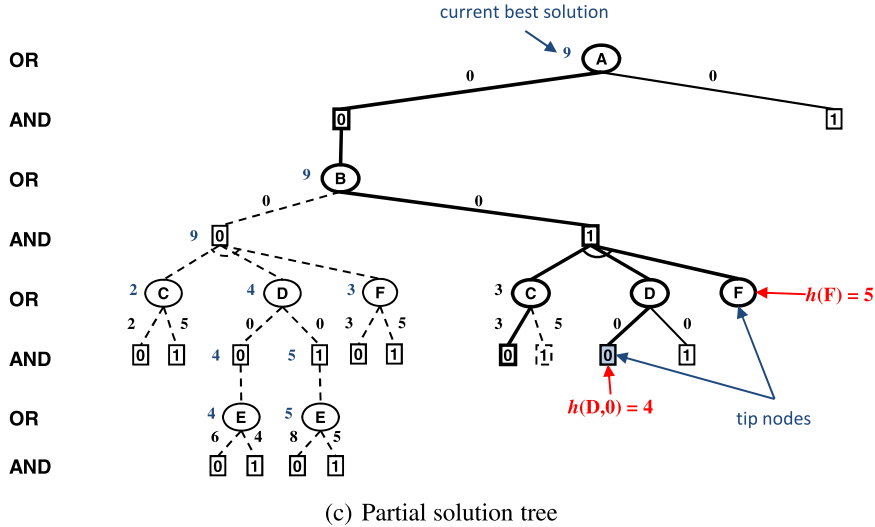 current best solution
OR 9 A
0 0
AND 0 1
OR 9 B
0 0
AND 9 0 1
OR 2 C 4 D 3 F 3 C D F h(F) = 5
2 5 0 0 3 5 3 5 0 0
AND 0 1 4 0 5 1 0 1 0 1 0 1
h(D,0) = 4
tip nodes
OR 4 E 5 E
6 4 8 5
AND 0 1 0 1
(c) Partial solution tree